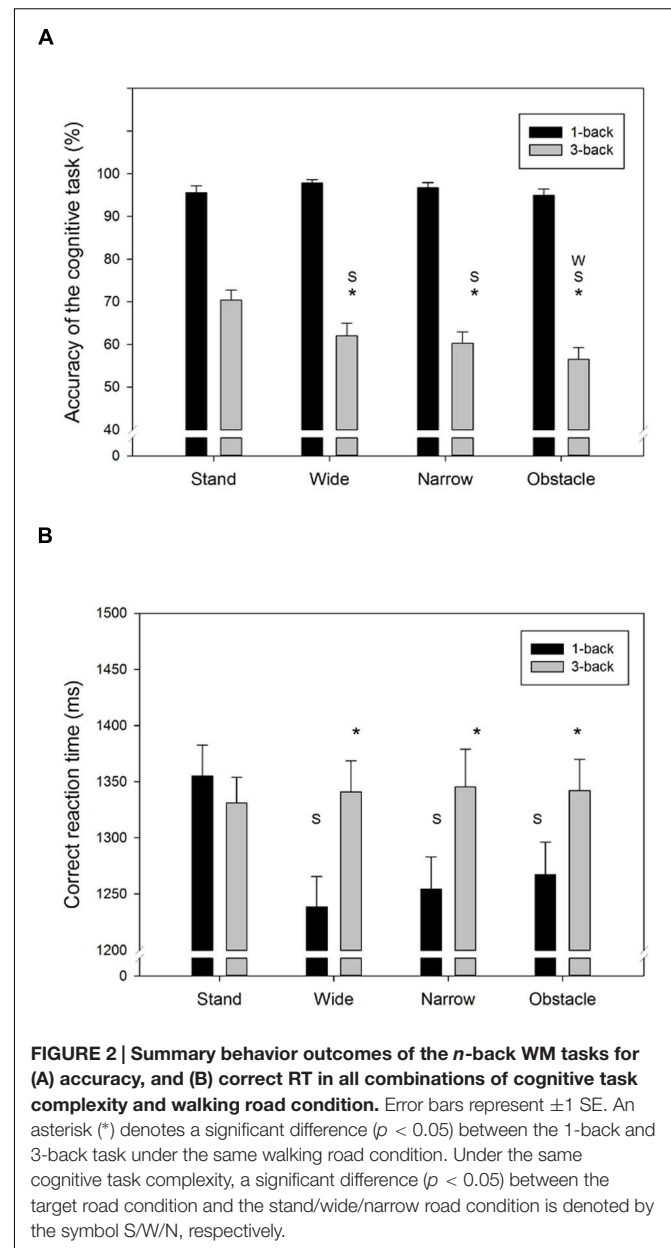 A
Accuracy of the cognitive task (%)
100
90
80
70
60
50
40
0
1-back
3-back
S
*
S
*
W
S
*
Stand Wide Narrow Obstacle
B
Correct reaction time (ms)
1500
1450
1400
1350
1300
1250
1200
0
1-back
3-back
S
*
S
*
S
*
Stand Wide Narrow Obstacle
FIGURE 2 | Summary behavior outcomes of the n-back WM tasks for
(A) accuracy, and (B) correct RT in all combinations of cognitive task
complexity and walking road condition. Error bars represent ±1 SE. An
asterisk (*) denotes a significant difference (p < 0.05) between the 1-back and
3-back task under the same walking road condition. Under the same
cognitive task complexity, a significant difference (p < 0.05) between the
target road condition and the stand/wide/narrow road condition is denoted by
the symbol S/W/N, respectively.